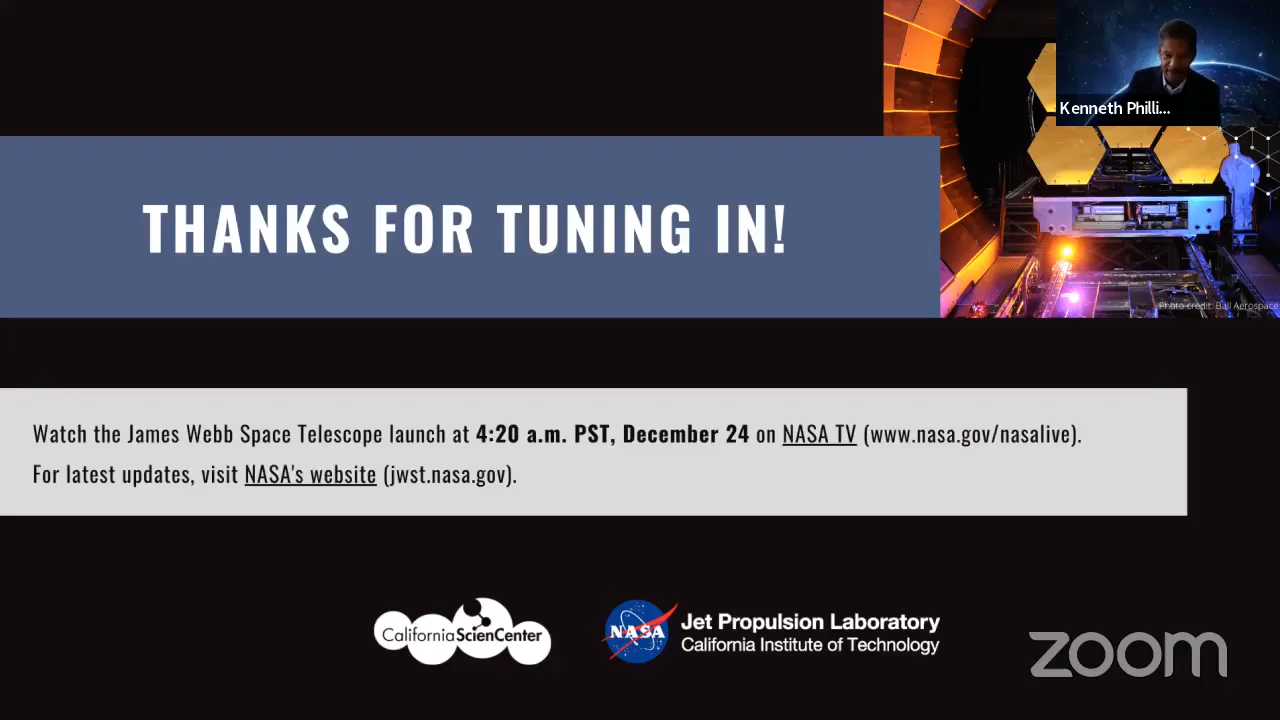 Kenneth Philli...
THANKS FOR TUNING IN!
Photo credit: Ball Aerospace
Watch the James Webb Space Telescope launch at 4:20 a.m. PST, December 24 on NASA TV (www.nasa.gov/nasalive).
For latest updates, visit NASA's website (jwst.nasa.gov).
California ScienCenter
NASA
Jet Propulsion Laboratory
California Institute of Technology
zoom